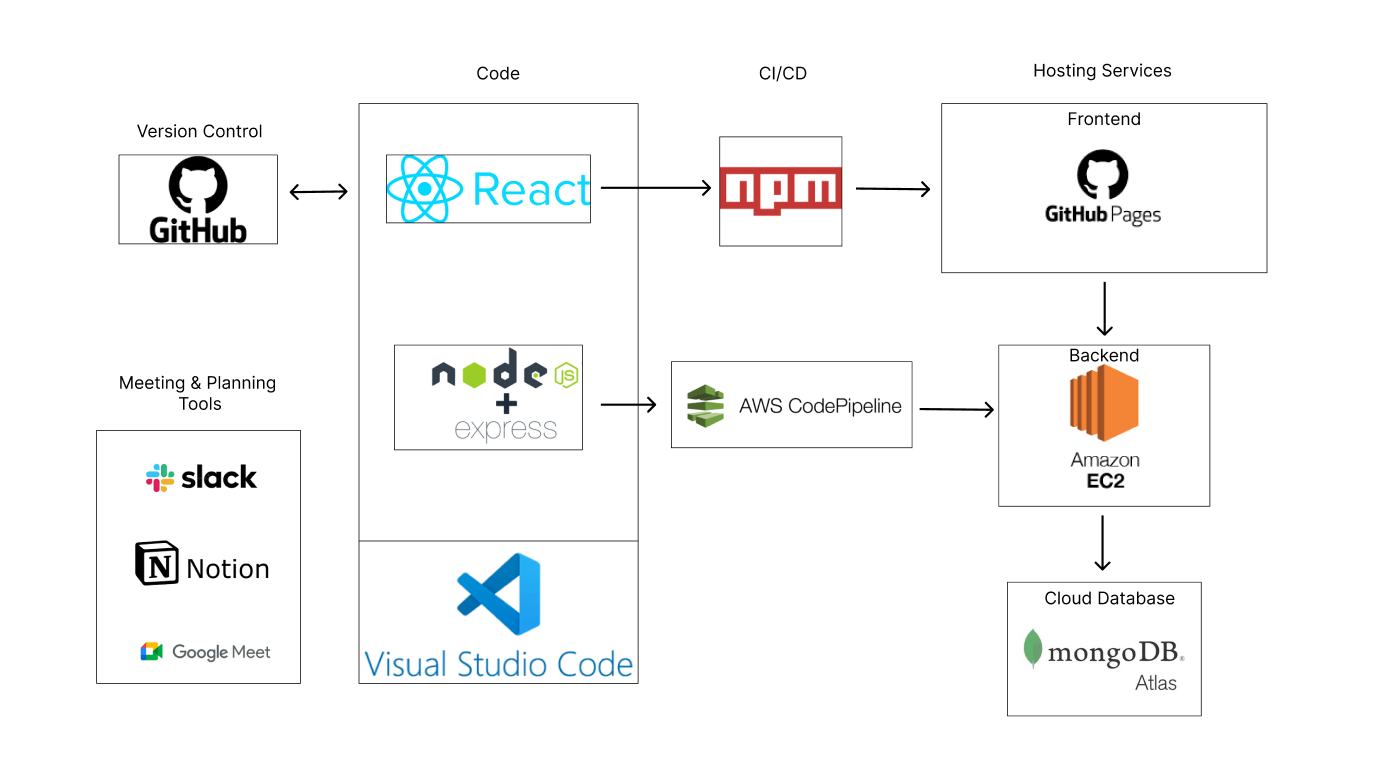 Code
CI/CD
Hosting Services
Version Control
GitHub
React
npm
Frontend
GitHub Pages
Meeting & Planning
Tools
slack
Notion
Google Meet
node
JS
+
express
Visual Studio Code
AWS CodePipeline
Backend
Amazon
EC2
Cloud Database
mongoDB®
Atlas